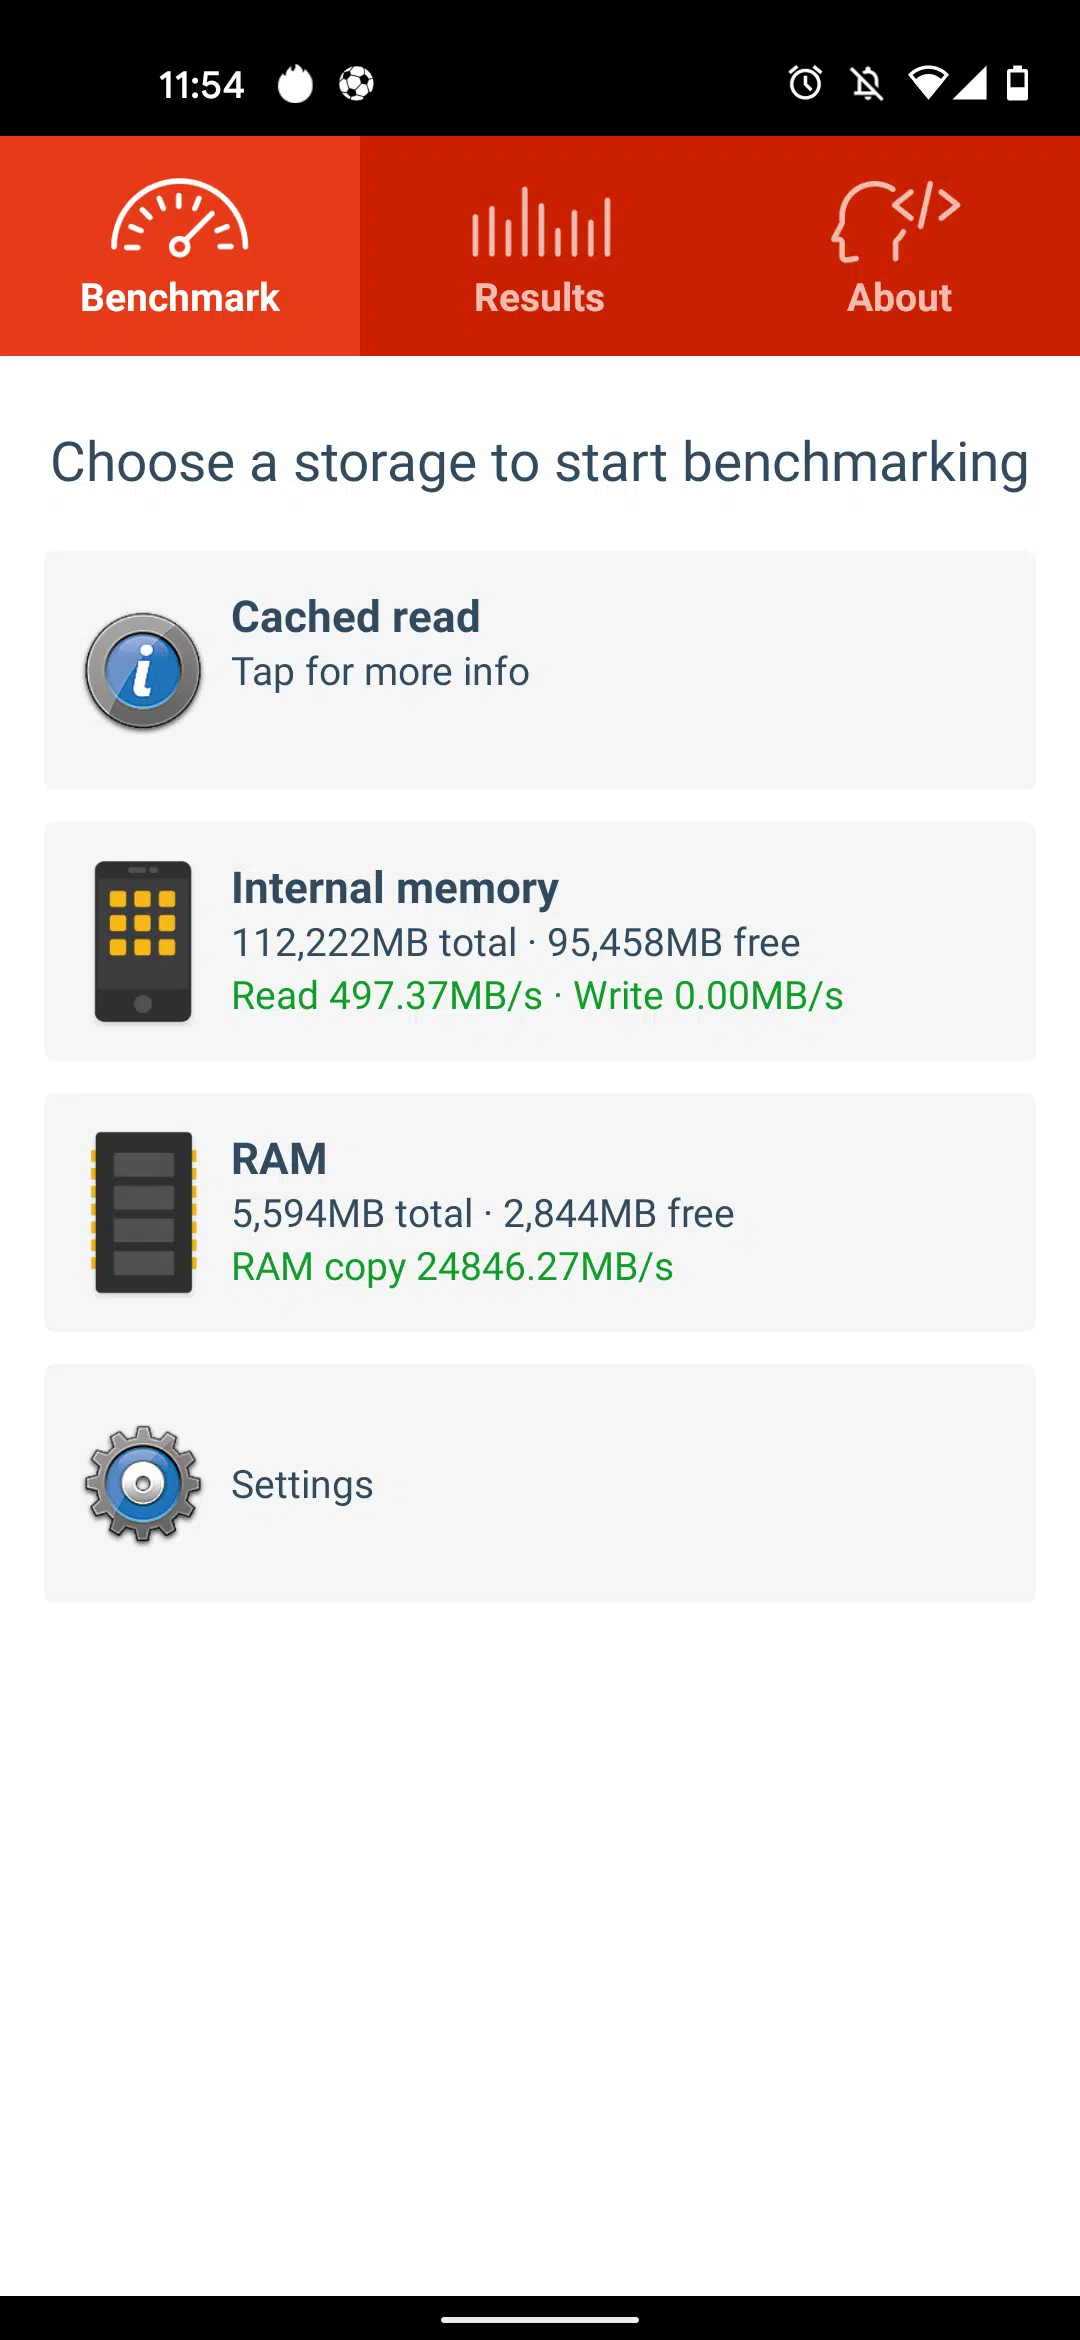 11:54
Benchmark
Results
About
Choose a storage to start benchmarking
Cached read
Tap for more info
Internal memory
112,222MB total · 95,458MB free
Read 497.37MB/s · Write 0.00MB/s
RAM
5,594MB total · 2,844MB free
RAM copy 24846.27MB/s
Settings